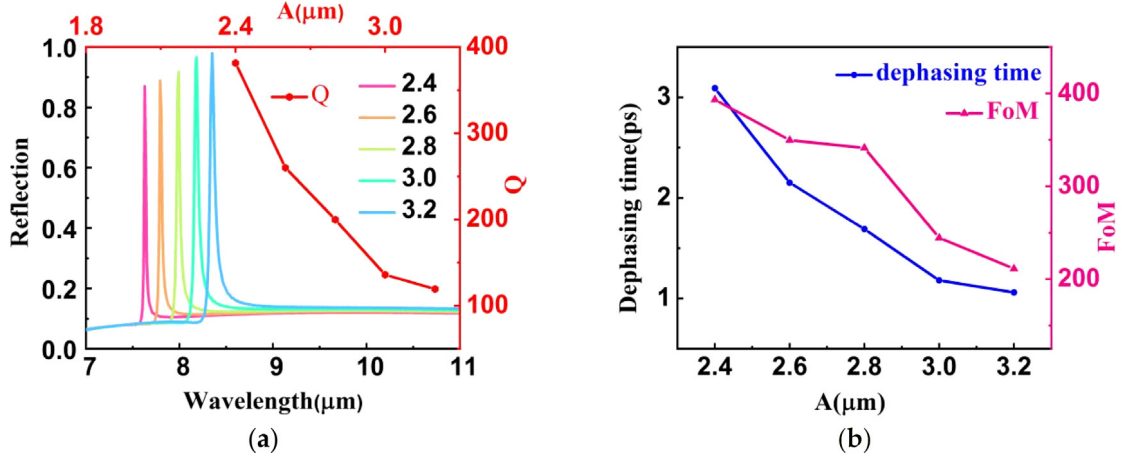 A(μm)
1.8 2.4 3.0
1.0 400
0.8
0.6 300
0.4 200
0.2 100
0.0
Reflection
Q
Q
2.4
2.6
2.8
3.0
3.2
7 8 9 10 11
Wavelength(μm)
(a)
dephasing time
FoM
3 400
2 300
1 200
Dephasing time(ps)
FoM
2.4 2.6 2.8 3.0 3.2
A(μm)
(b)